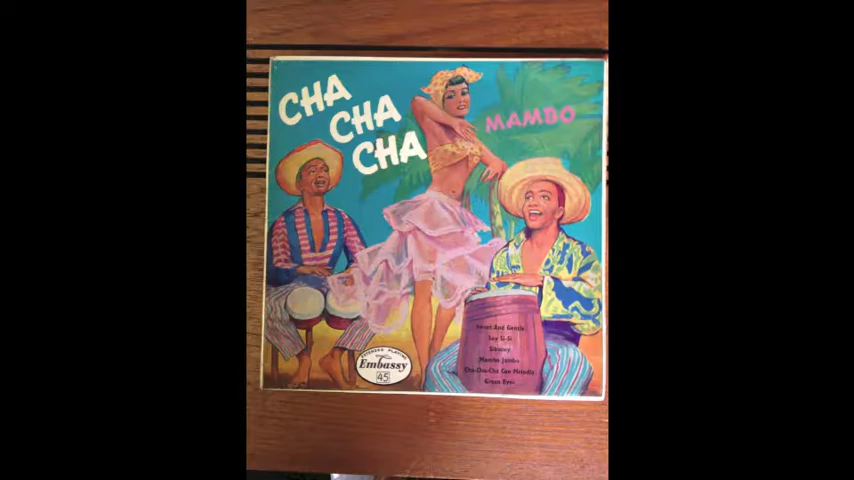 CHA
CHA
CHA
MAMBO
Sweet And Gentle
Say Si-Si
Siboney
Mambo Jambo
Cha-Cha-Cha Con Melodia
Green Eyes
EXTENDED PLAYING
Embassy
45